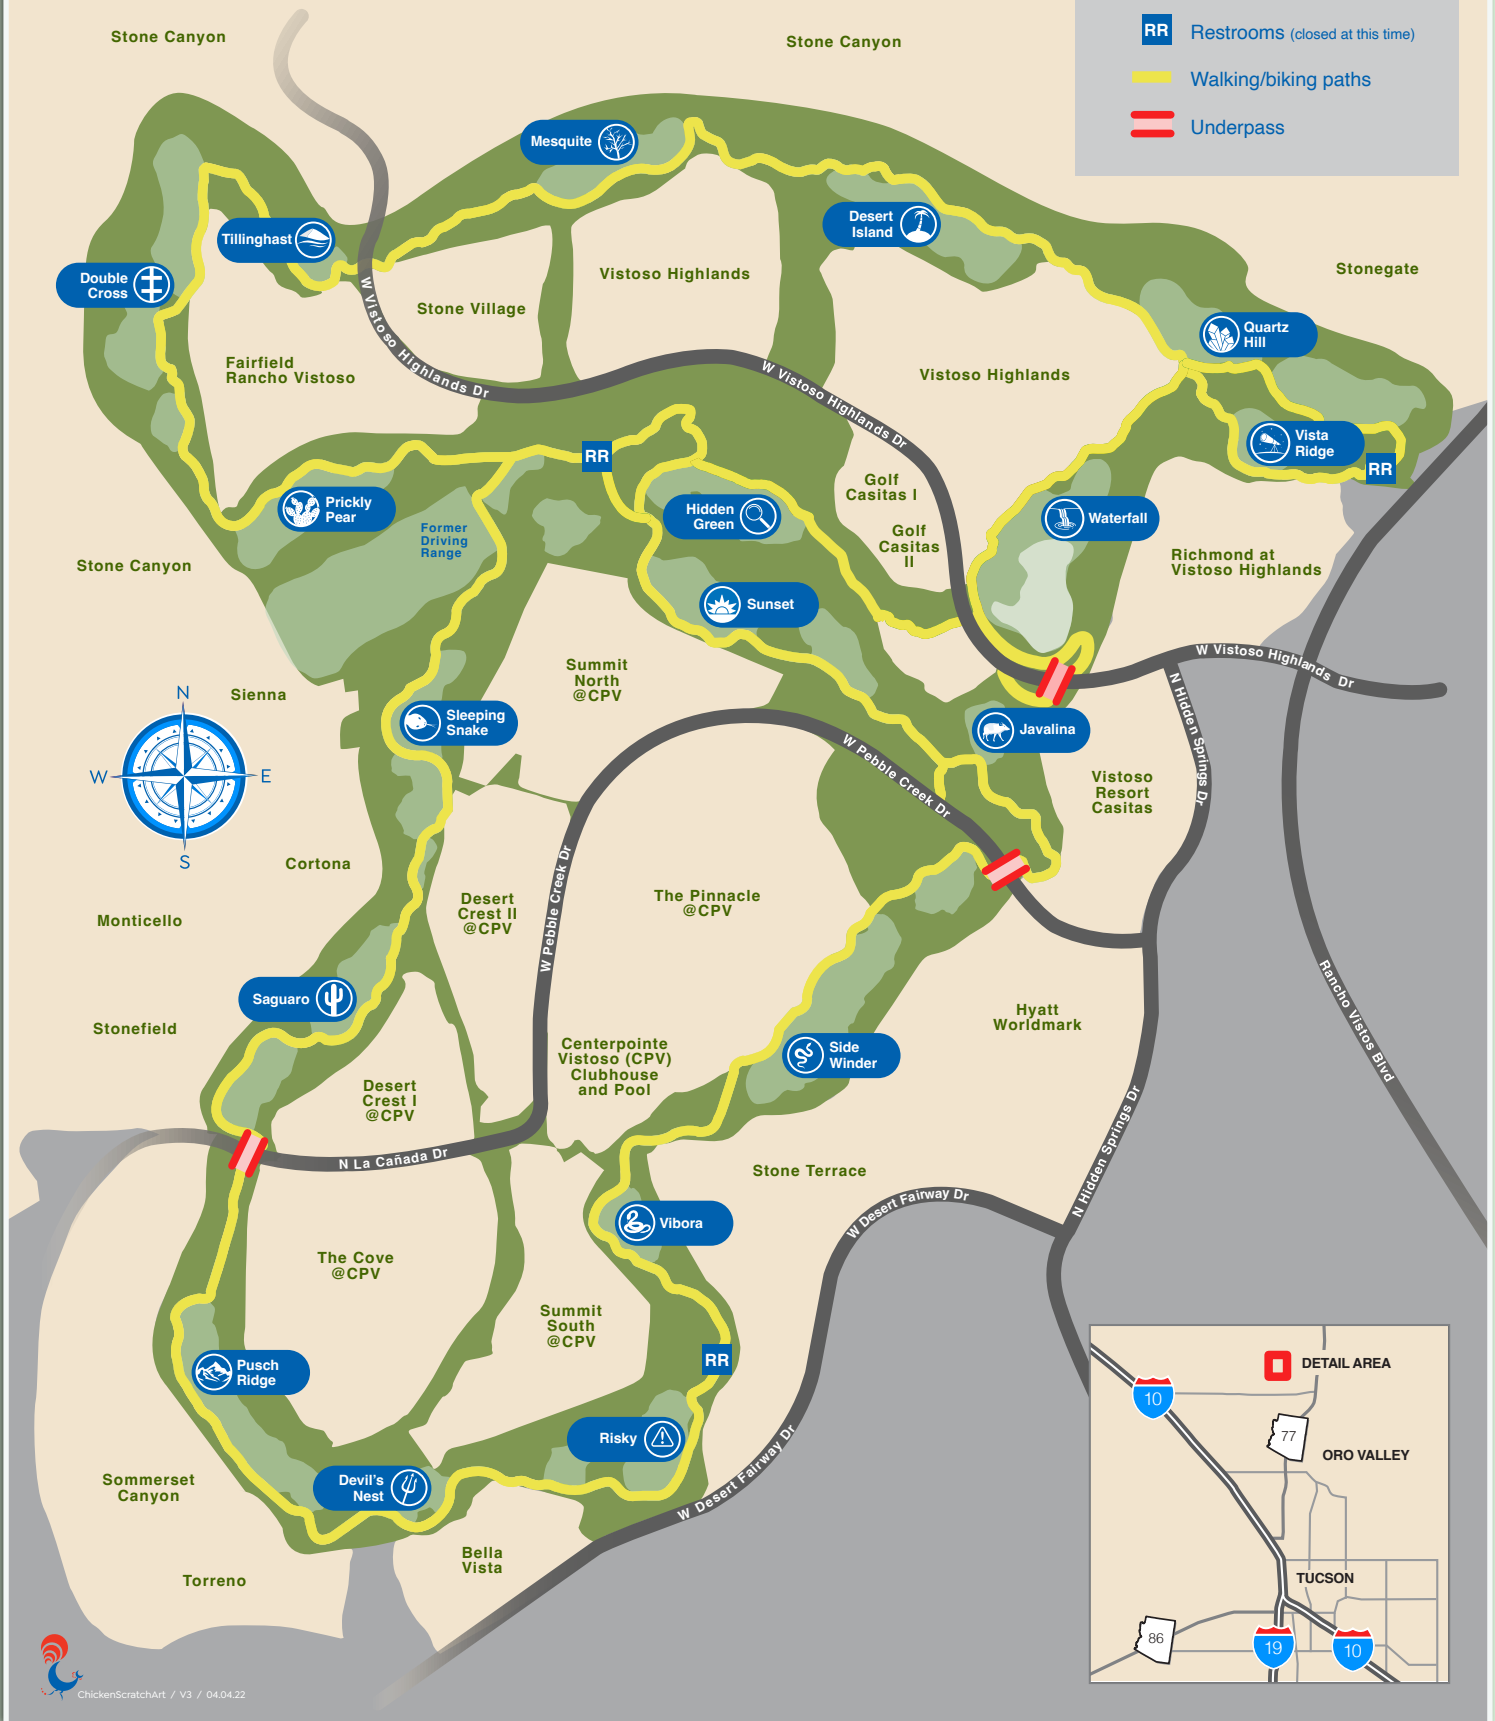 Stone Canyon
Stone Canyon
RR Restrooms (closed at this time)
Walking/biking paths
Underpass
Mesquite
Desert
Island
Tillinghast
Double
Cross
Stonegate
Vistoso Highlands
Stone Village
Quartz
Hill
W Vistoso Highlands Dr
Fairfield
Rancho Vistoso
W Vistoso Highlands Dr
Vistoso Highlands
Vista
Ridge
RR
RR
Golf
Casitas I
Prickly
Pear
Hidden
Green
Waterfall
Former
Driving
Range
Golf
Casitas
II
Stone Canyon
Richmond at
Vistoso Highlands
Sunset
W Vistoso Highlands Dr
Summit
North
@CPV
Sienna
N
W
E
S
Sleeping
Snake
Javalina
N Hidden Springs Dr
W Pebble Creek Dr
Vistoso
Resort
Casitas
Cortona
W Pebble Creek Dr
Desert
Crest II
@CPV
The Pinnacle
@CPV
Monticello
Saguaro
Stonefield
Hyatt
Worldmark
Rancho Vistos Blvd
Centerpointe
Vistoso (CPV)
Clubhouse
and Pool
Side
Winder
Desert
Crest I
@CPV
N La Cañada Dr
Stone Terrace
N Hidden Springs Dr
W Desert Fairway Dr
Vibora
The Cove
@CPV
Summit
South
@CPV
RR
Pusch
Ridge
Risky
W Desert Fairway Dr
Sommerset
Canyon
Devil's
Nest
Bella
Vista
Torreno
DETAIL AREA
10
77
ORO VALLEY
TUCSON
86
19
10
ChickenScratchArt / V3 / 04.04.22